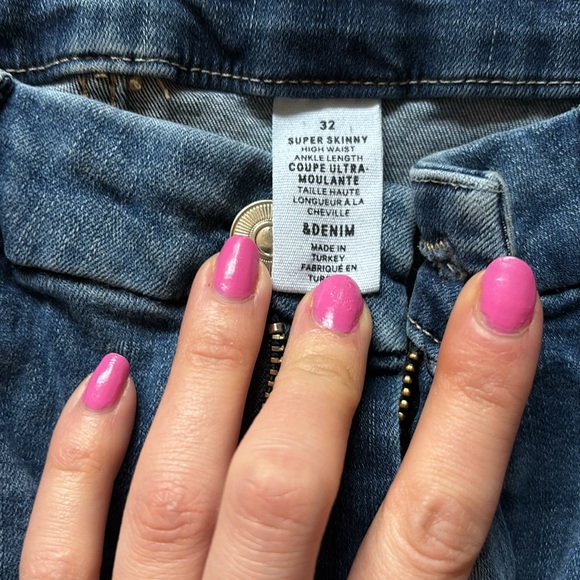 32
SUPER SKINNY
HIGH WAIST
ANKLE LENGTH
COUPE ULTRA-
MOULANTE
TAILLE HAUTE
LONGUEUR À LA
CHEVILLE
&DENIM
MADE IN
TURKEY
FABRIQUÉ EN